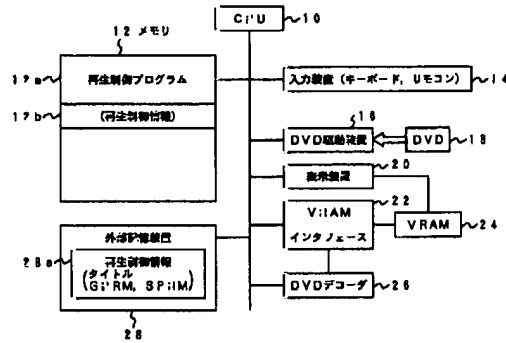 CPU
10
12 メモリ
12a
再生制御プログラム
入力装置(キーボード, リモコン)
14
12b
(再生制御情報)
16
DVD駆動装置
DVD
18
20
表示装置
22
VRAM
インタフェース
VRAM
24
外部記憶装置
28a
再生制御情報
(タイトル
GPRM, SPRM)
DVDデコーダ
26
28